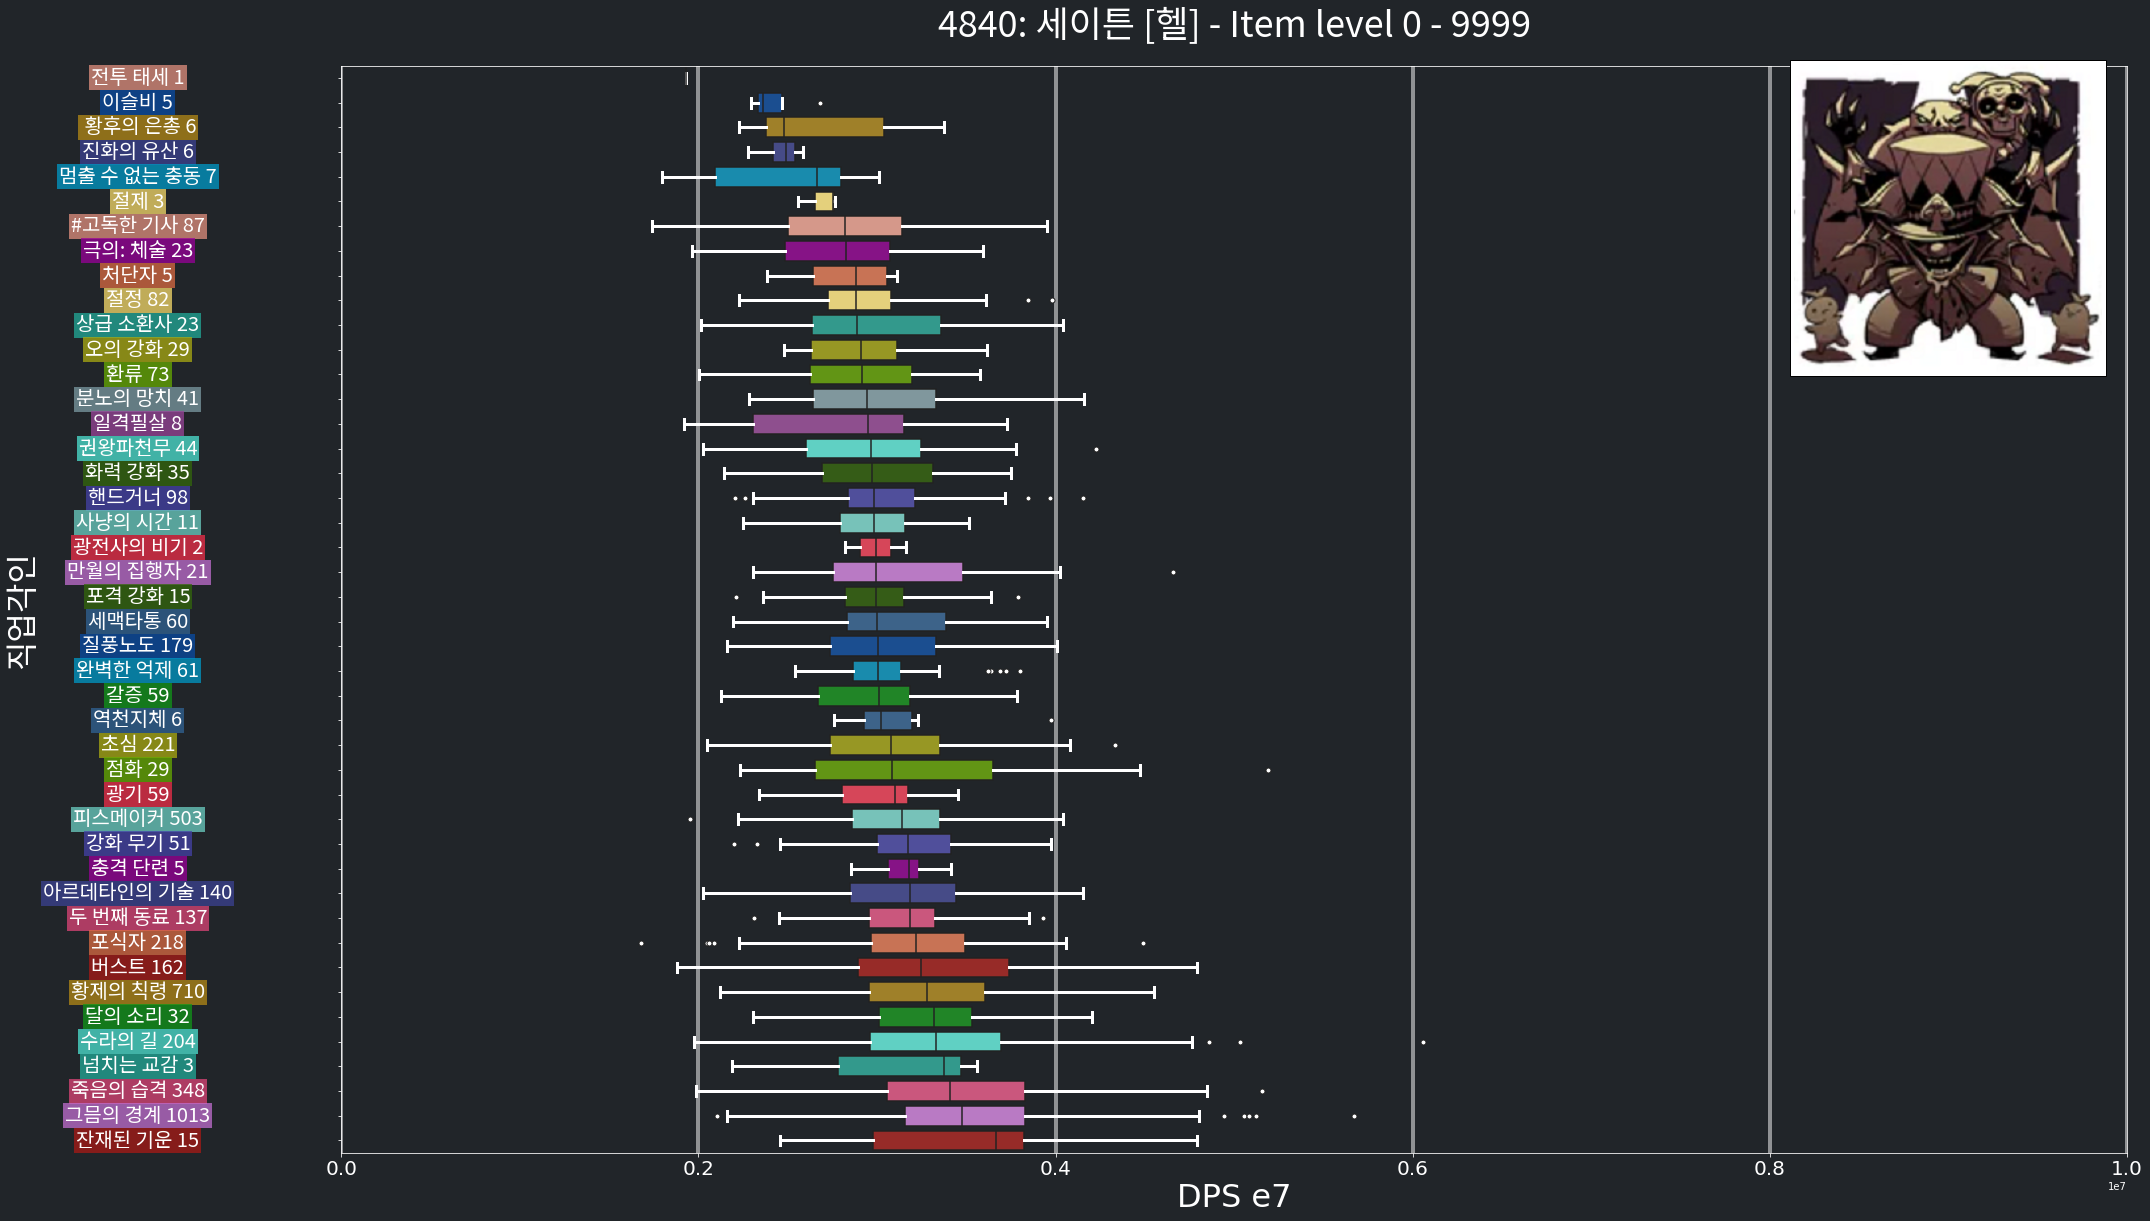 4840: 세이튼 [헬] - Item level 0 - 9999
직업각인
전투 태세 1
이슬비 5
황후의 은총 6
진화의 유산 6
멈출 수 없는 충동 7
절제 3
#고독한 기사 87
극의: 체술 23
처단자 5
절정 82
상급 소환사 23
오의 강화 29
환류 73
분노의 망치 41
일격필살 8
권왕파천무 44
화력 강화 35
핸드거너 98
사냥의 시간 11
광전사의 비기 2
만월의 집행자 21
포격 강화 15
세맥타통 60
질풍노도 179
완벽한 억제 61
갈증 59
역천지체 6
초심 221
점화 29
광기 59
피스메이커 503
강화 무기 51
충격 단련 5
아르데타인의 기술 140
두 번째 동료 137
포식자 218
버스트 162
황제의 칙령 710
달의 소리 32
수라의 길 204
넘치는 교감 3
죽음의 습격 348
그믐의 경계 1013
잔재된 기운 15
0.0 0.2 0.4 0.6 0.8 1.0
1e7
DPS e7